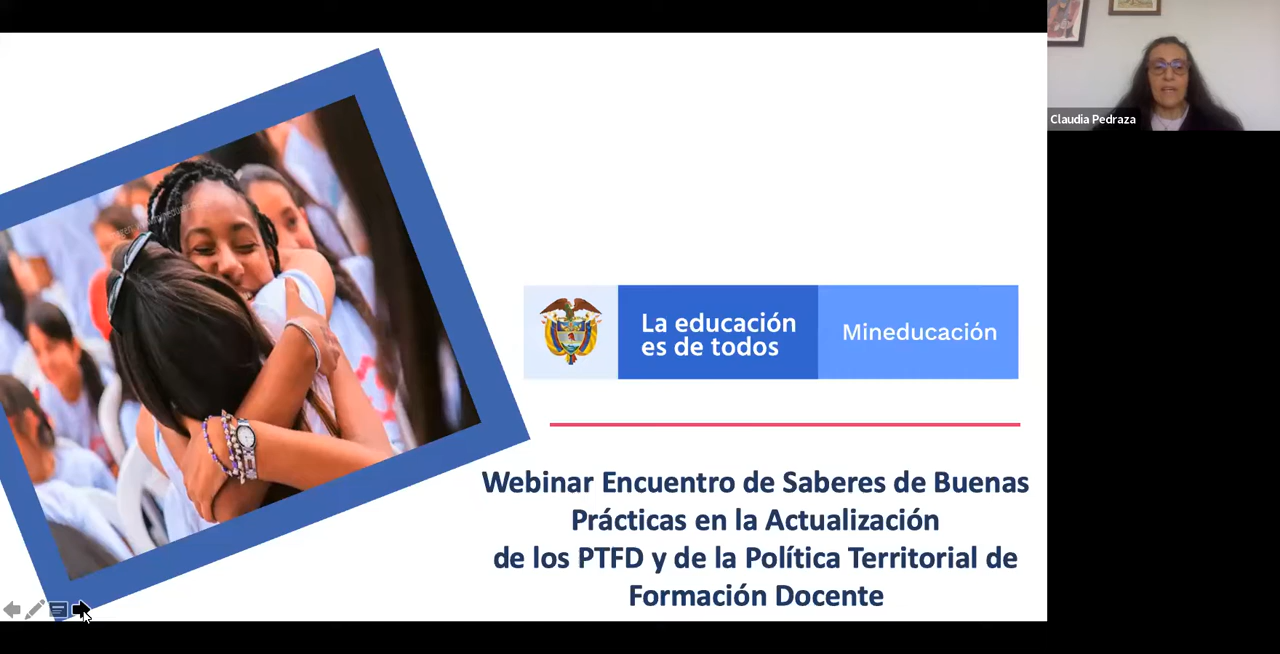 La educación
es de todos
Mineducación
Webinar Encuentro de Saberes de Buenas
Prácticas en la Actualización
de los PTFD y de la Política Territorial de
Formación Docente
Claudia Pedraza